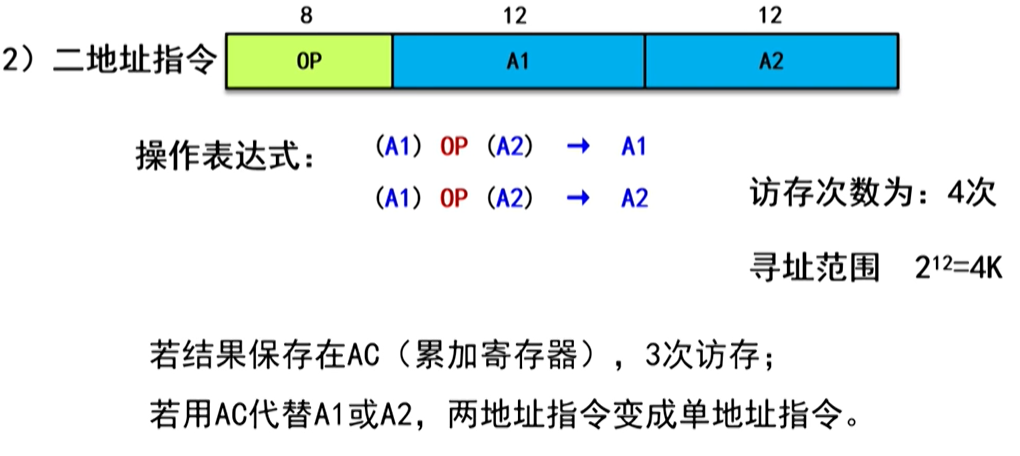 8 12 12
2）二地址指令 OP A1 A2
操作表达式： （A1）OP（A2） → A1
（A1）OP（A2） → A2
访存次数为：4次
寻址范围 2¹²=4K
若结果保存在AC（累加寄存器），3次访存；
若用AC代替A1或A2，两地址指令变成单地址指令。